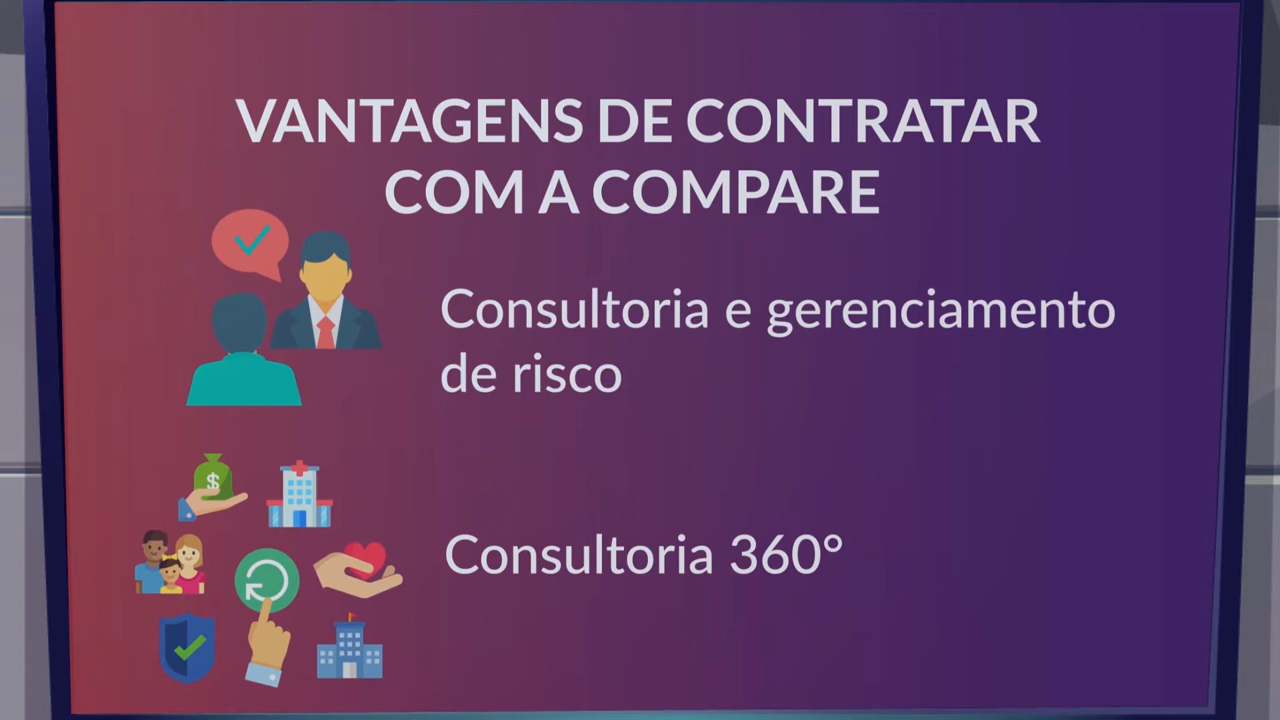 VANTAGENS DE CONTRATAR
COM A COMPARE
Consultoria e gerenciamento
de risco
$
Consultoria 360°